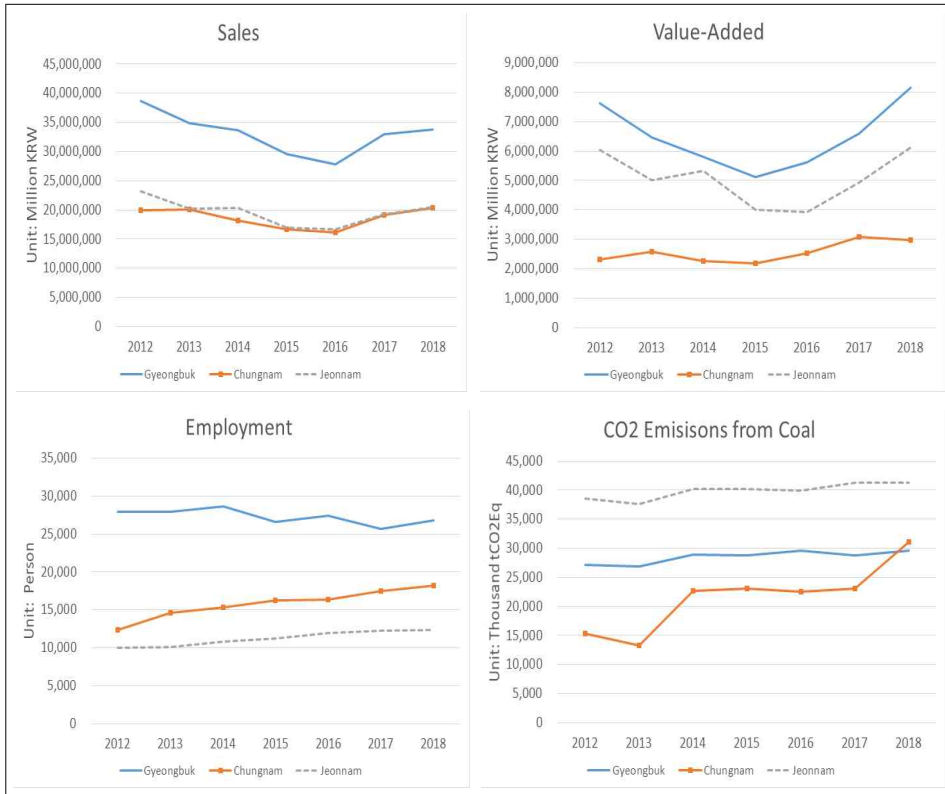 Sales
Unit: Million KRW
45,000,000
40,000,000
35,000,000
30,000,000
25,000,000
20,000,000
15,000,000
10,000,000
5,000,000
0
2012 2013 2014 2015 2016 2017 2018
Gyeongbuk Chungnam Jeonnam
Value-Added
Unit: Million KRW
9,000,000
8,000,000
7,000,000
6,000,000
5,000,000
4,000,000
3,000,000
2,000,000
1,000,000
0
2012 2013 2014 2015 2016 2017 2018
Gyeongbuk Chungnam Jeonnam
Employment
Unit: Person
35,000
30,000
25,000
20,000
15,000
10,000
5,000
0
2012 2013 2014 2015 2016 2017 2018
Gyeongbuk Chungnam Jeonnam
CO2 Emisisons from Coal
Unit: Thousand tCO2Eq
45,000
40,000
35,000
30,000
25,000
20,000
15,000
10,000
5,000
0
2012 2013 2014 2015 2016 2017 2018
Gyeongbuk Chungnam Jeonnam